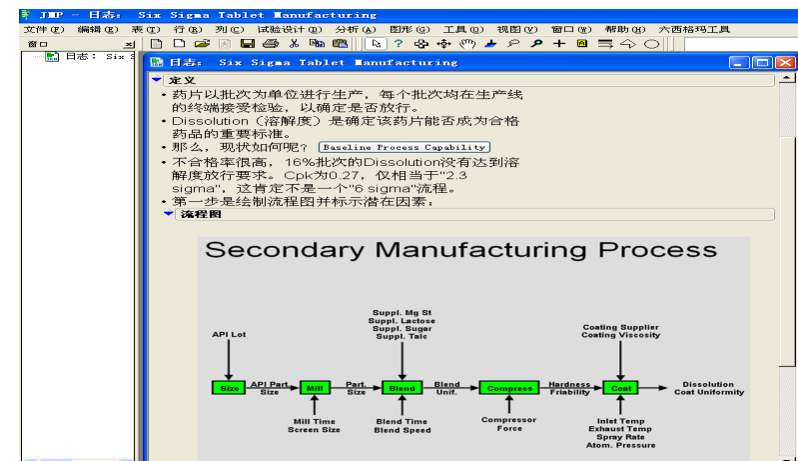 JMP - 日志: Six Sigma Tablet Manufacturing
文件(F) 编辑(E) 表(T) 行(R) 列(C) 试验设计(D) 分析(A) 图形(G) 工具(O) 视图(V) 窗口(W) 帮助(H) 六西格玛工具
窗口
日志: Six S
日志: Six Sigma Tablet Manufacturing
定义
• 药片以批次为单位进行生产，每个批次均在生产线
的终端接受检验，以确定是否放行。
• Dissolution（溶解度）是确定该药片能否成为合格
药品的重要标准。
• 那么，现状如何呢？ Baseline Process Capability
• 不合格率很高，16%批次的Dissolution没有达到溶
解度放行要求。Cpk为0.27，仅相当于"2.3
sigma"，这肯定不是一个"6 sigma"流程。
• 第一步是绘制流程图并标示潜在因素：
流程图
Secondary Manufacturing Process
Suppl. Mg St
Suppl. Lactose
Suppl. Sugar
Suppl. Talc
API Lot
Coating Supplier
Coating Viscosity
Size
API Part.
Size
Mill
Part.
Size
Blend
Blend
Unif.
Compress
Hardness
Friability
Coat
Dissolution
Coat Uniformity
Mill Time
Screen Size
Blend Time
Blend Speed
Compressor
Force
Inlet Temp
Exhaust Temp
Spray Rate
Atom. Pressure